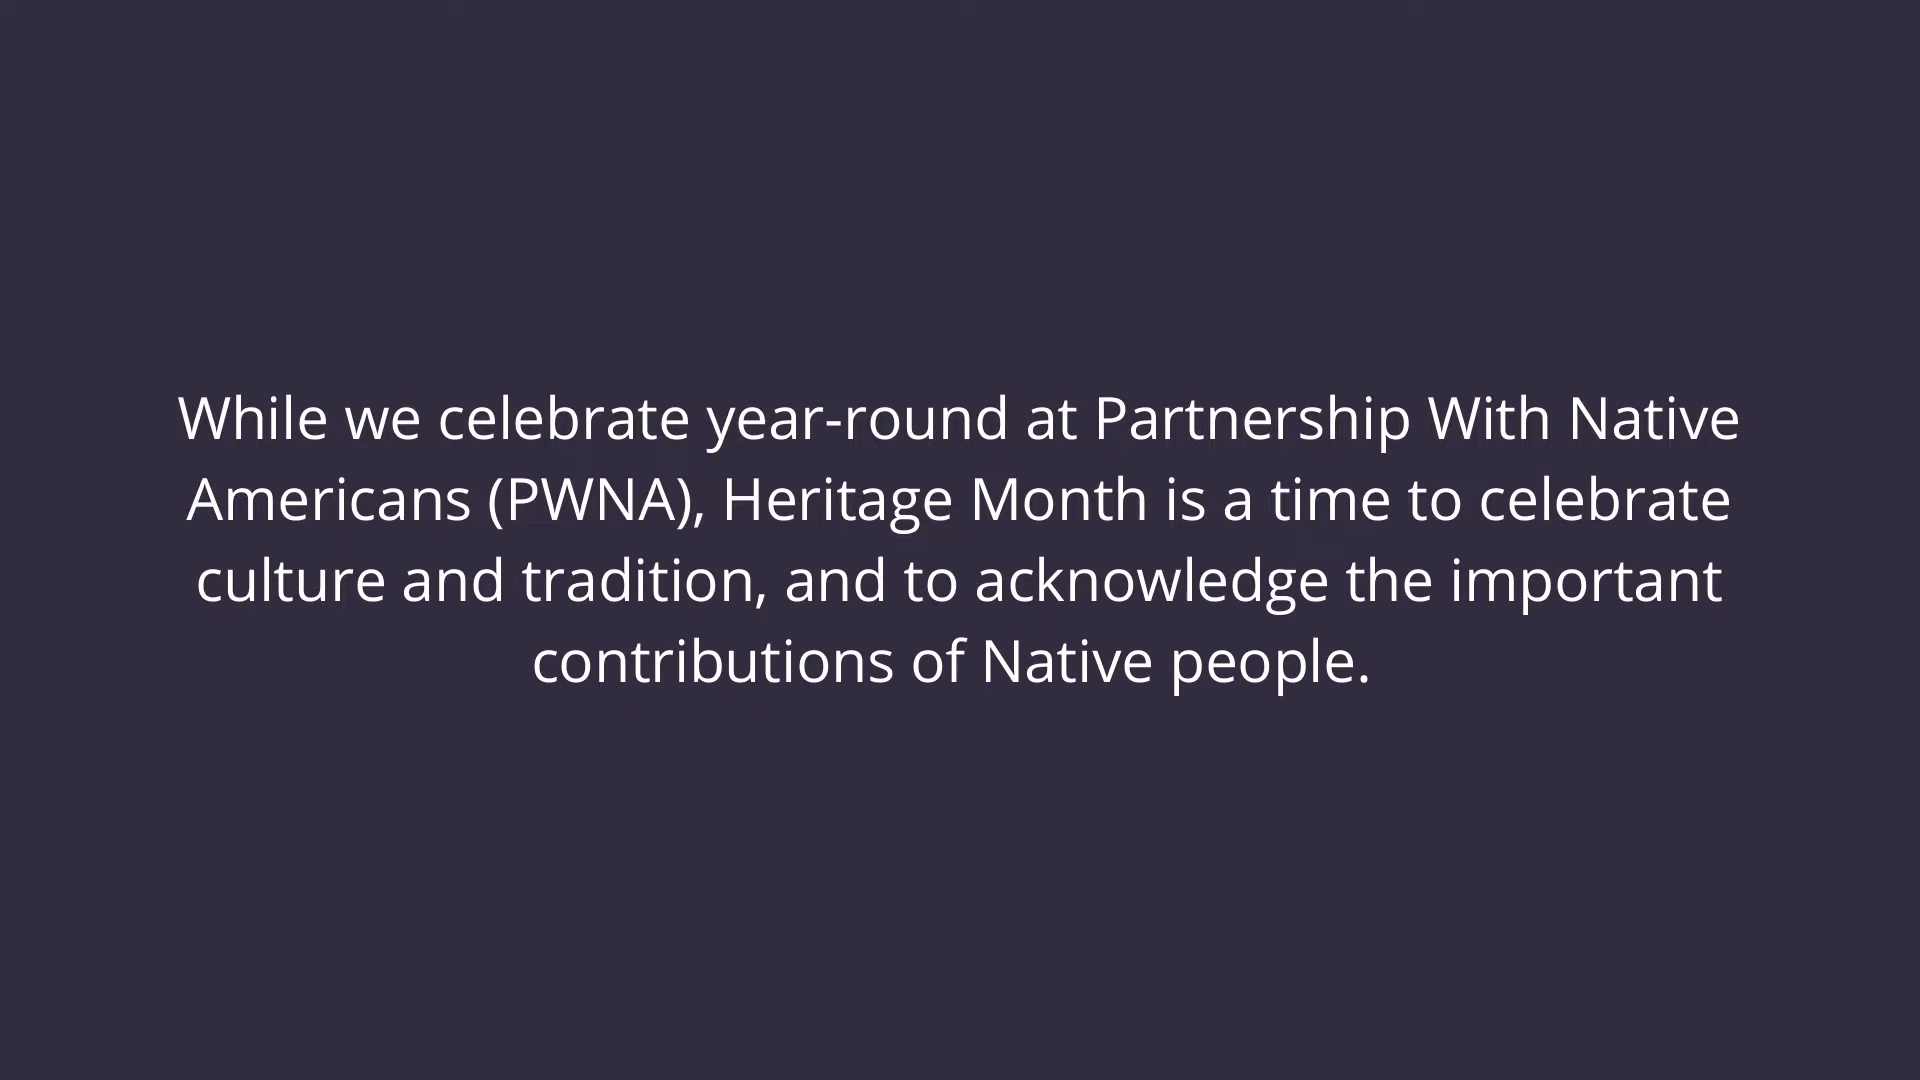 While we celebrate year-round at Partnership With Native
Americans (PWNA), Heritage Month is a time to celebrate
culture and tradition, and to acknowledge the important
contributions of Native people.